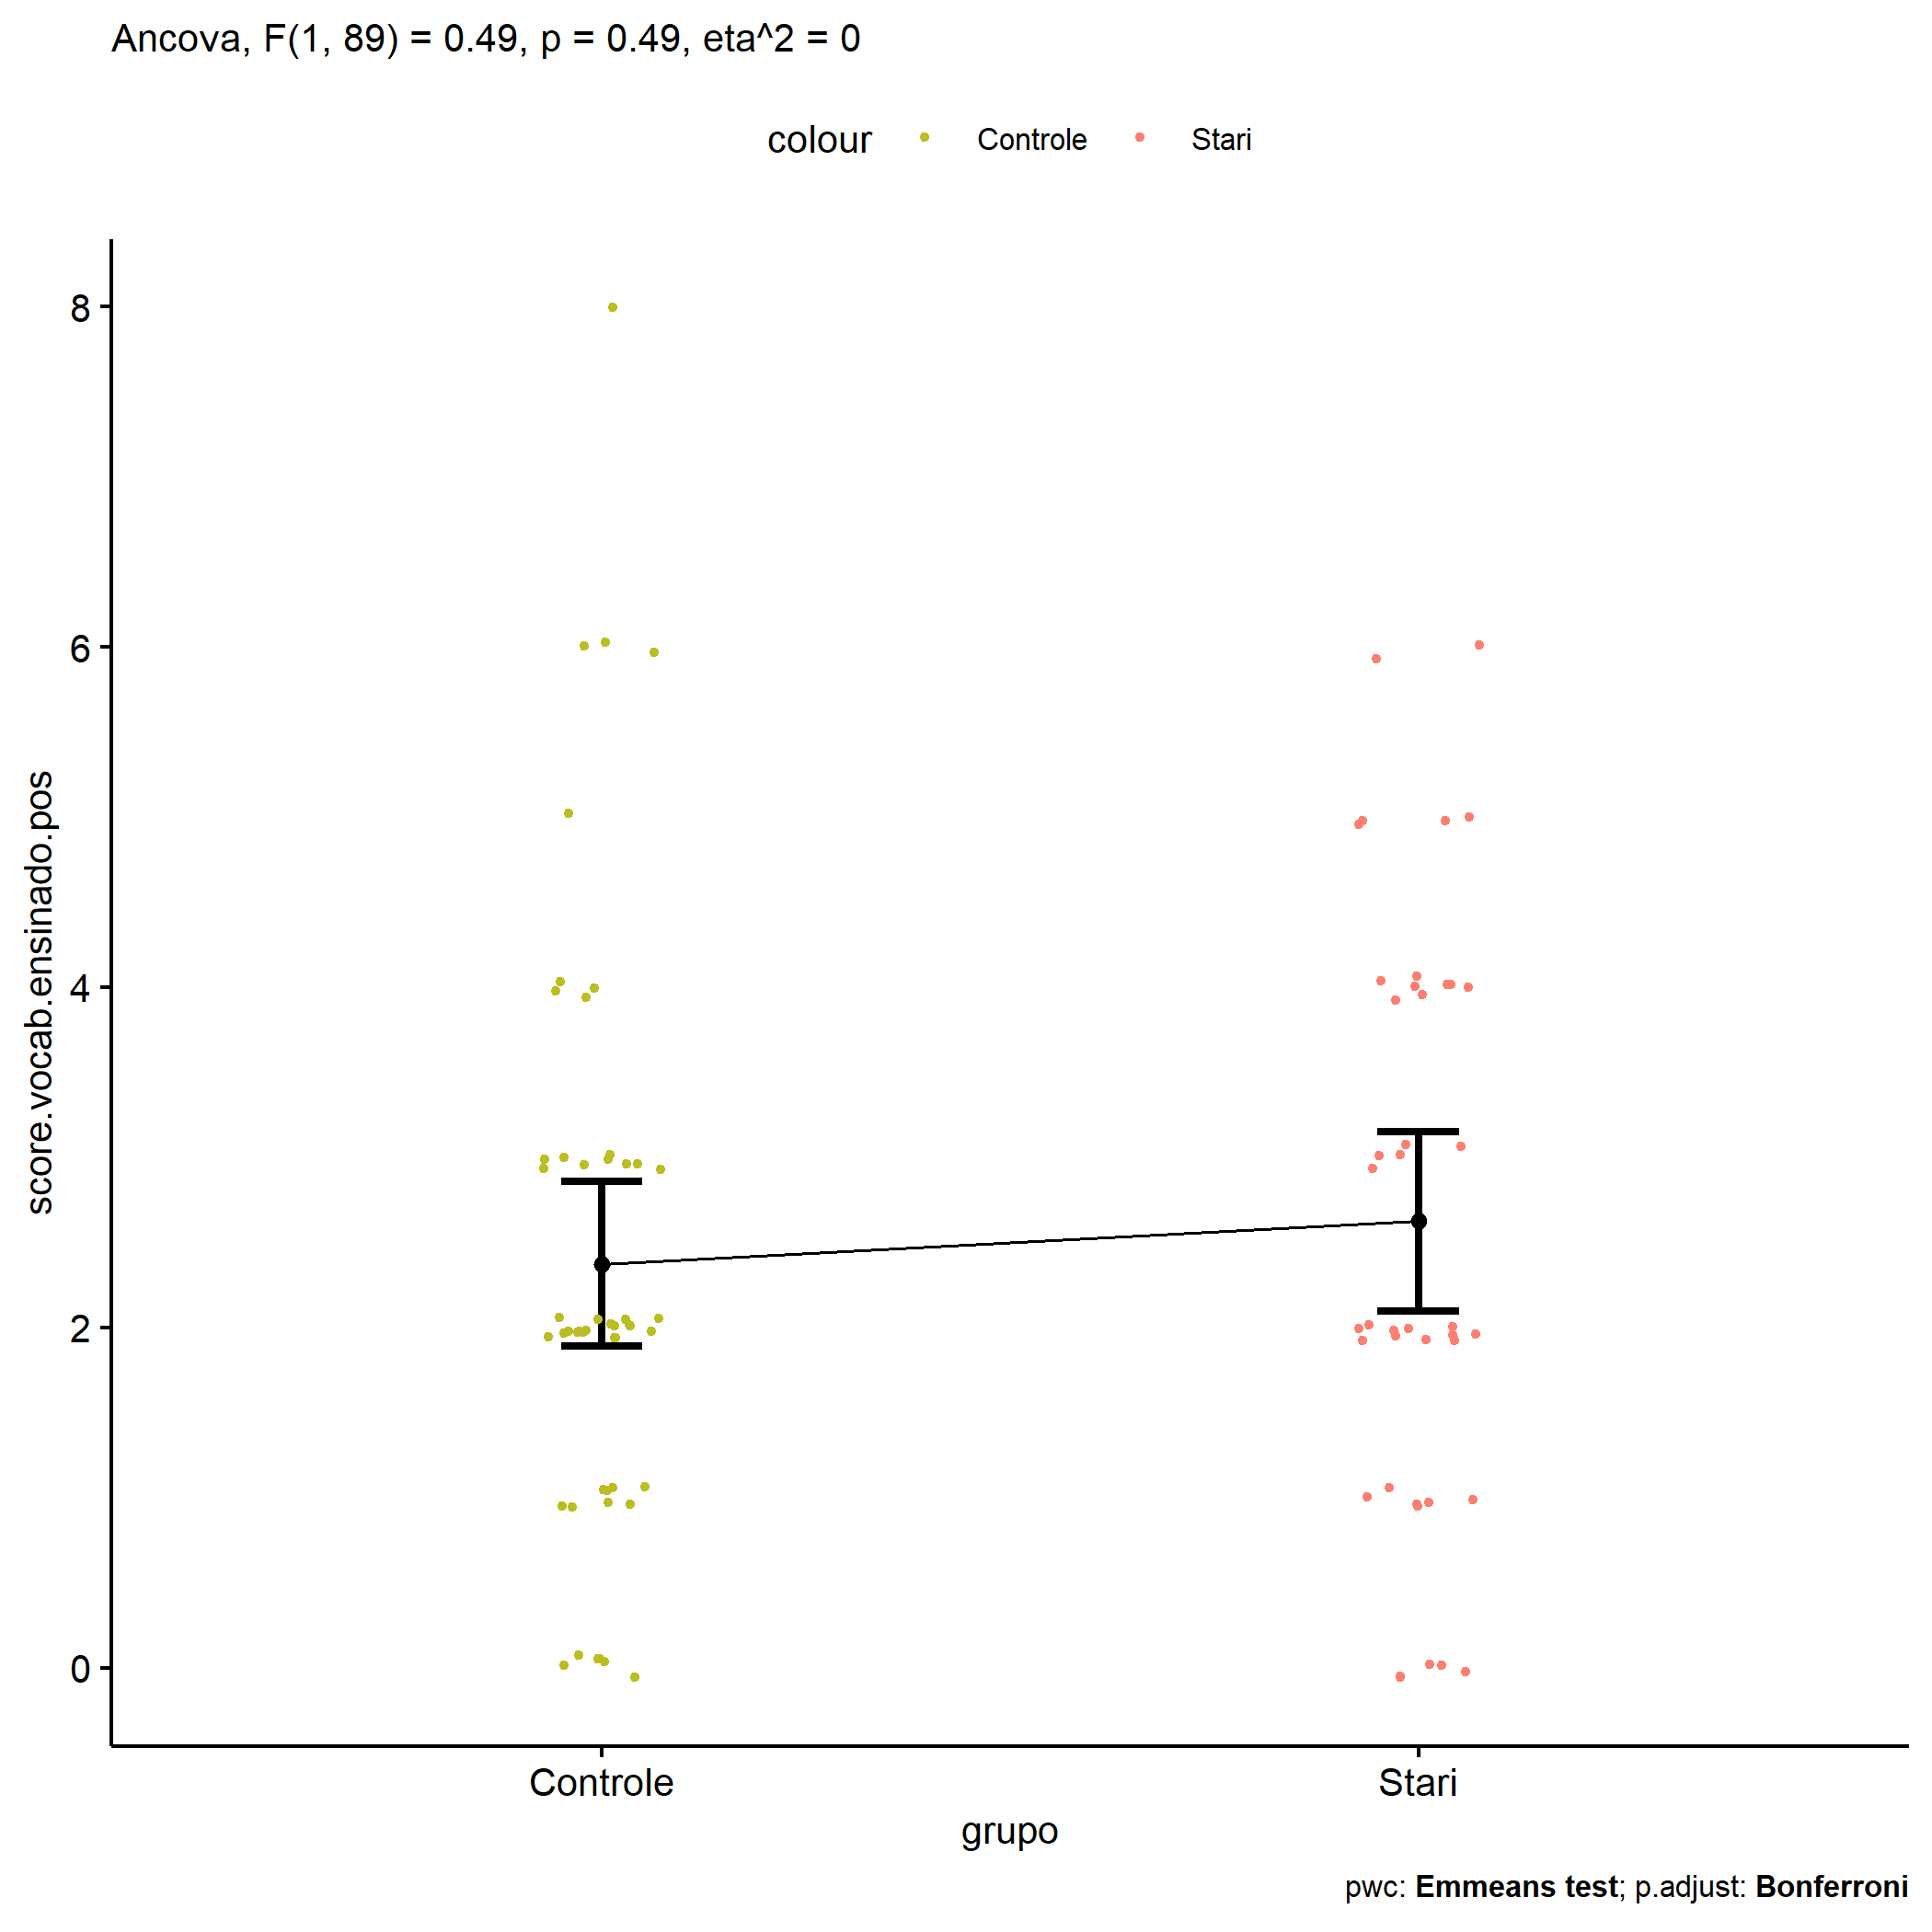 Ancova, F(1, 89) = 0.49, p = 0.49, eta^2 = 0
colour Controle Stari
score.vocab.ensinado.pos
8
6
4
2
0
Controle Stari
grupo
pwc: Emmeans test; p.adjust: Bonferroni